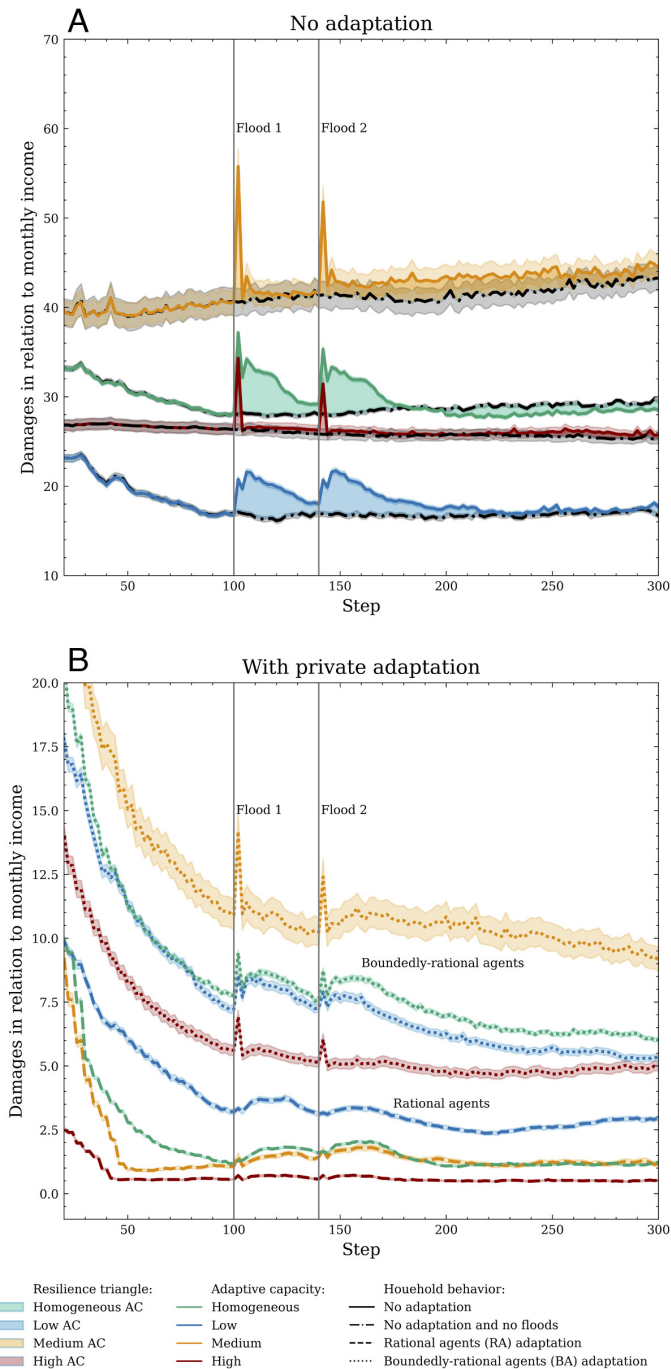 A
No adaptation
70
60
50
40
30
20
10
Damages in relation to monthly income
Flood 1
Flood 2
50
100
150
200
250
300
Step
B
With private adaptation
20.0
17.5
15.0
12.5
10.0
7.5
5.0
2.5
0.0
Damages in relation to monthly income
Flood 1
Flood 2
Boundedly-rational agents
Rational agents
50
100
150
200
250
300
Step
Resilience triangle:
Homogeneous AC
Low AC
Medium AC
High AC
Adaptive capacity:
Homogeneous
Low
Medium
High
Houehold behavior:
No adaptation
No adaptation and no floods
Rational agents (RA) adaptation
Boundedly-rational agents (BA) adaptation